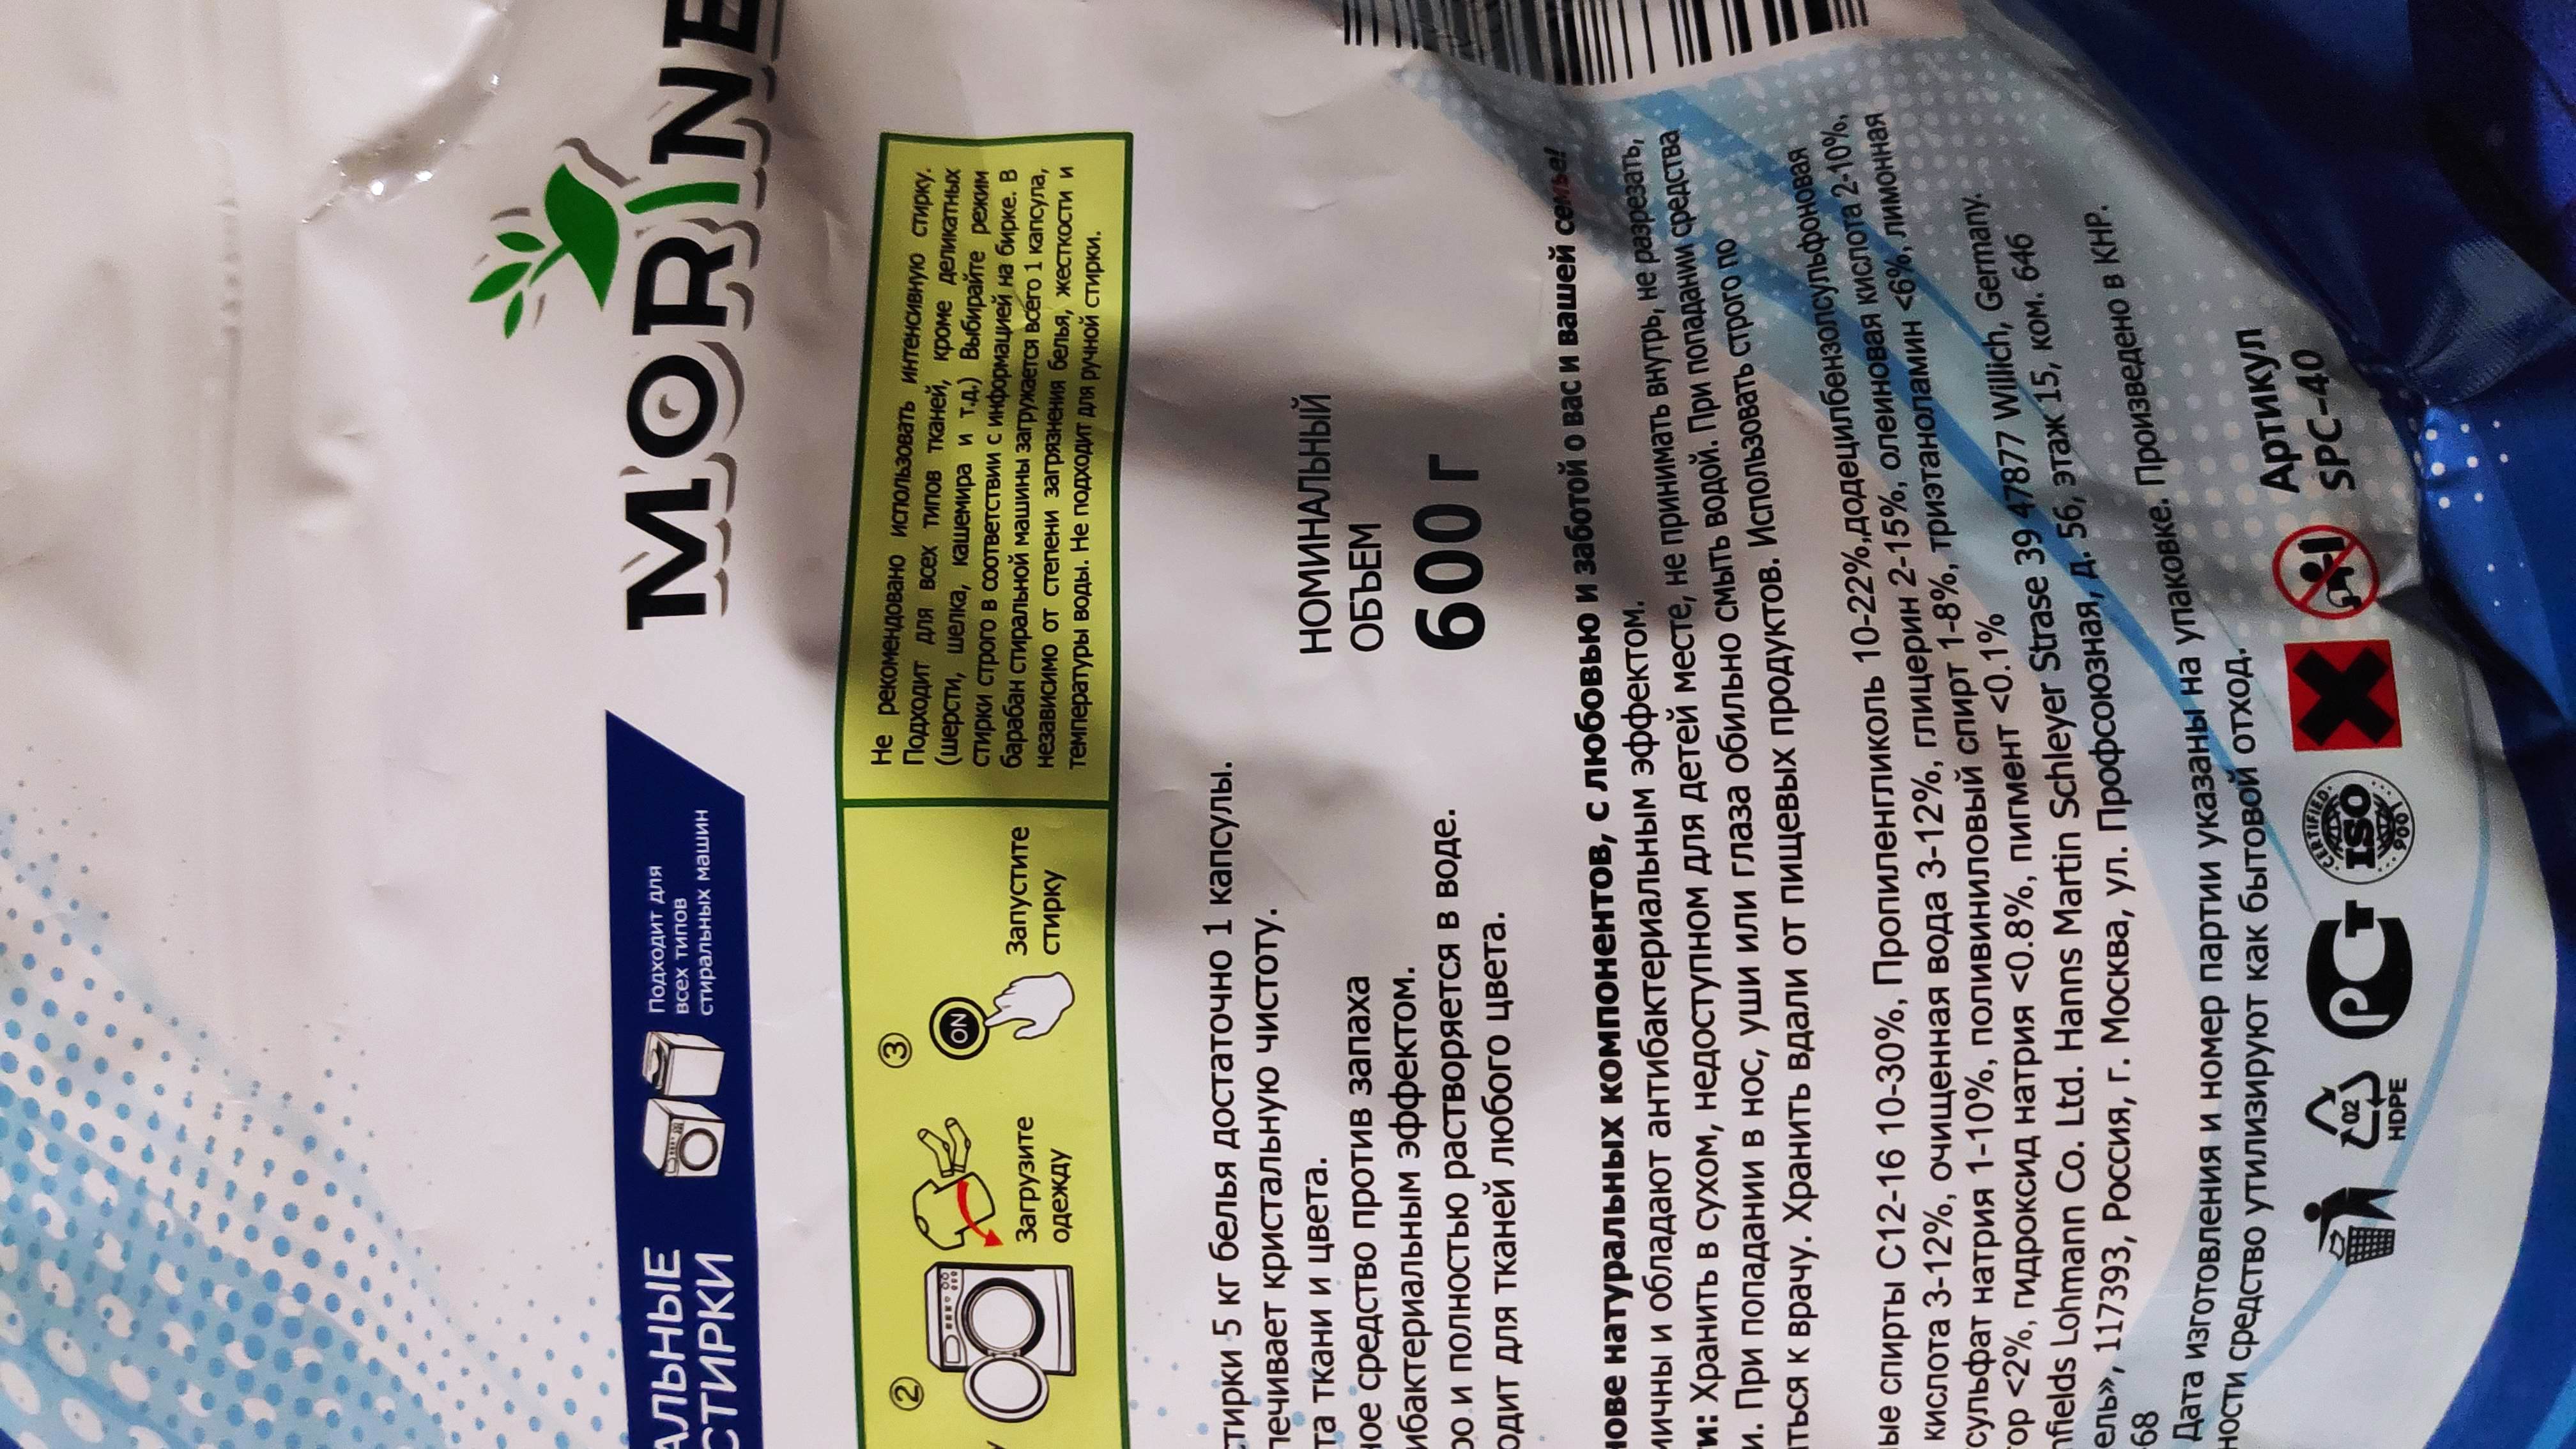 АЛЬНЫЕ
СТИРКИ
Подходит для
всех типов
стиральных машин
MORINE
②
Загрузите
одежду
③
ON
Запустите
стирку
Не рекомендовано использовать интенсивную стирку.
Подходит для всех типов тканей, кроме деликатных
(шерсти, шелка, кашемира и т.д.) Выбирайте режим
стирки строго в соответствии с информацией на бирке. В
барабан стиральной машины загружается всего 1 капсула,
независимо от степени загрязнения белья, жесткости и
температуры воды. Не подходит для ручной стирки.
стирки 5 кг белья достаточно 1 капсулы.
печивает кристальную чистоту.
та ткани и цвета.
ное средство против запаха
ибактериальным эффектом.
ро и полностью растворяется в воде.
одит для тканей любого цвета.
НОМИНАЛЬНЫЙ
ОБЪЕМ
600 г
нове натуральных компонентов, с любовью и заботой о вас и вашей семье!
мичны и обладают антибактериальным эффектом.
ти: Хранить в сухом, недоступном для детей месте, не принимать внутрь, не разрезать,
и. При попадании в нос, уши или глаза обильно смыть водой. При попадании средства
ться к врачу. Хранить вдали от пищевых продуктов. Использовать строго по
ые спирты С12-16 10-30%, Пропиленгликоль 10-22%,додецилбензолсульфоновая
кислота 3-12%, очищенная вода 3-12%, глицерин 2-15%, олеиновая кислота 2-10%,
сульфат натрия 1-10%, поливиниловый спирт 1-8%, триэтаноламин <6%, лимонная
тор <2%, гидроксид натрия <0.8%, пигмент <0.1%
nfields Lohmann Co. Ltd. Hanns Martin Schleyer Strase 39 47877 Willich, Germany.
ель», 117393, Россия, г. Москва, ул. Профсоюзная, д. 56, этаж 15, ком. 646
68
Дата изготовления и номер партии указаны на упаковке. Произведено в КНР.
ности средство утилизируют как бытовой отход.
02
HDPE
РСТ
CERTIFIED
ISO
9001
Артикул
SPC-40